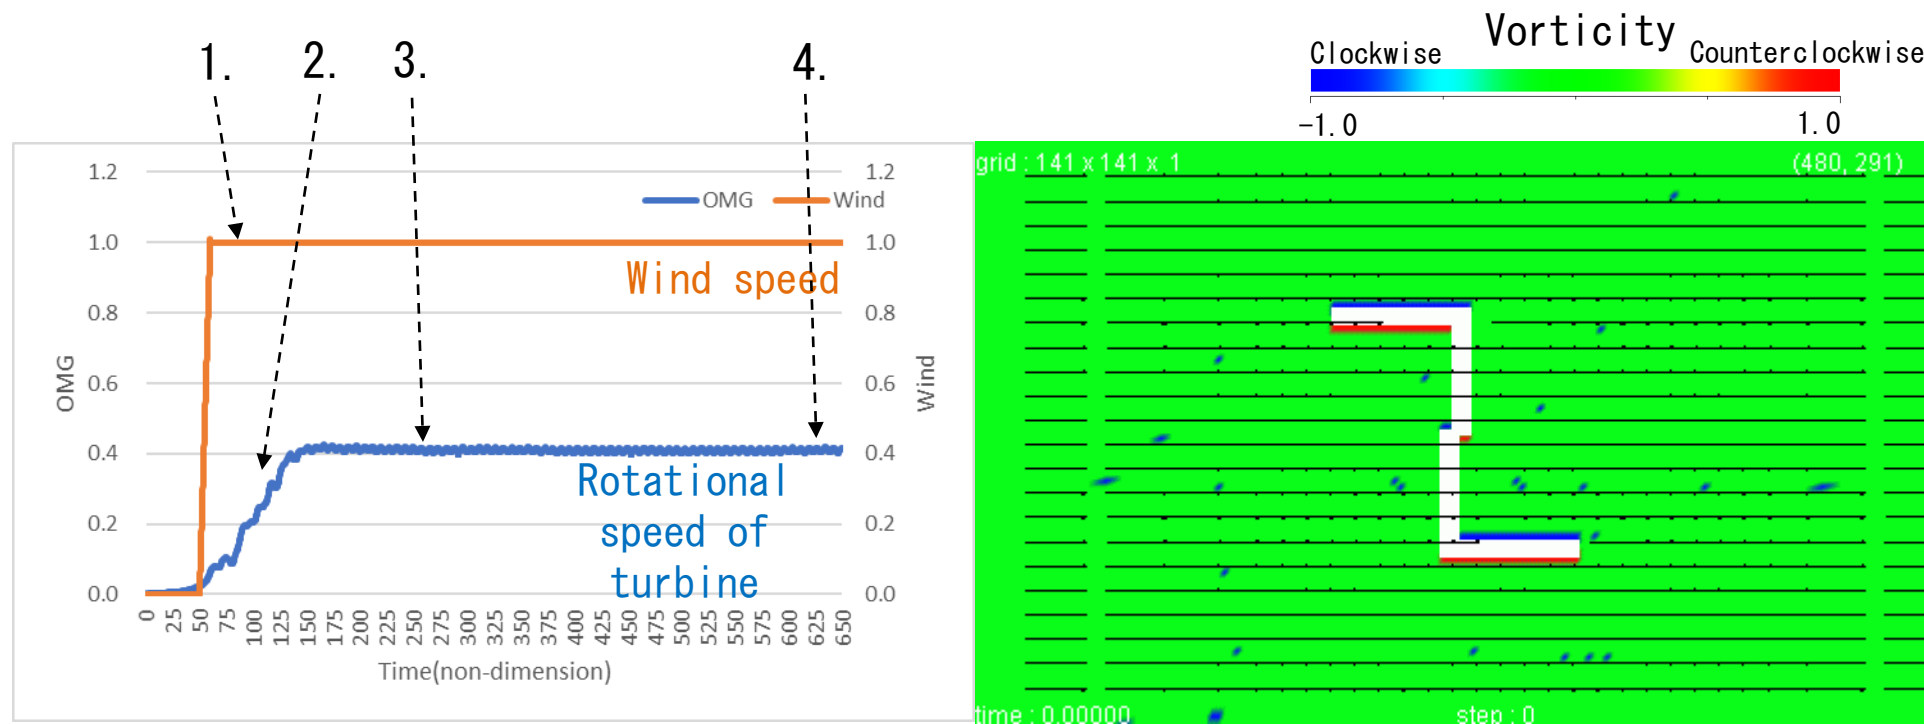 1.
2.
3.
4.
Vorticity
Clockwise
Counterclockwise
-1.0
1.0
1.2
1.0
0.8
0.6
0.4
0.2
0.0
OMG
OMG
Wind
Wind speed
Rotational
speed of
turbine
1.2
1.0
0.8
0.6
0.4
0.2
0.0
Wind
0 25 50 75 100 125 150 175 200 225 250 275 300 325 350 375 400 425 450 475 500 525 550 575 600 625 650
Time(non-dimension)
grid : 141 x 141 x 1
(480, 291)
time : 0.00000
step : 0